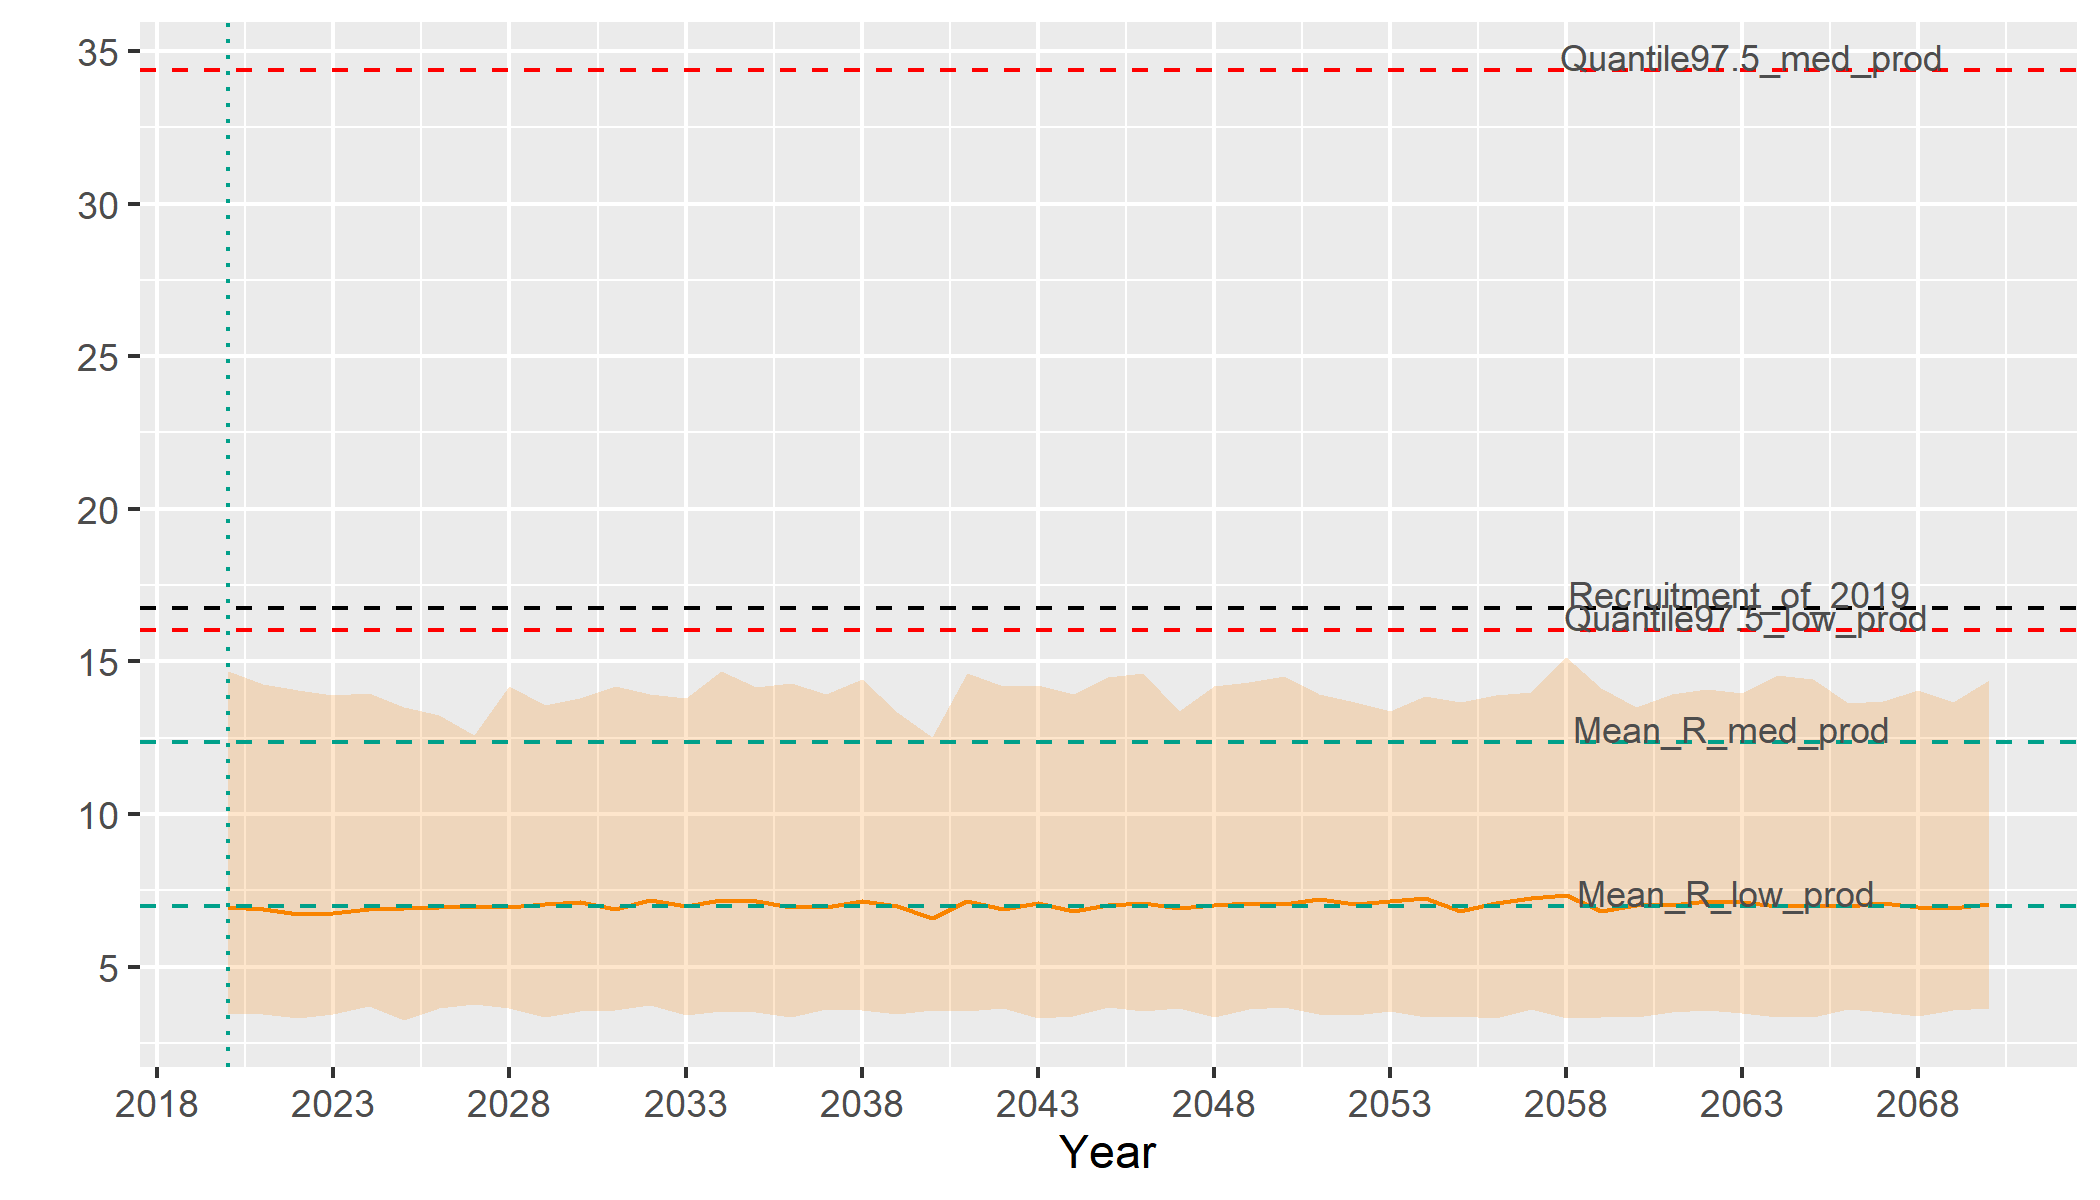 35
Quantile97.5_med_prod
30
25
20
Recruitment_of_2019
Quantile97.5_low_prod
15
Mean_R_med_prod
10
Mean_R_low_prod
5
2018 2023 2028 2033 2038 2043 2048 2053 2058 2063 2068
Year